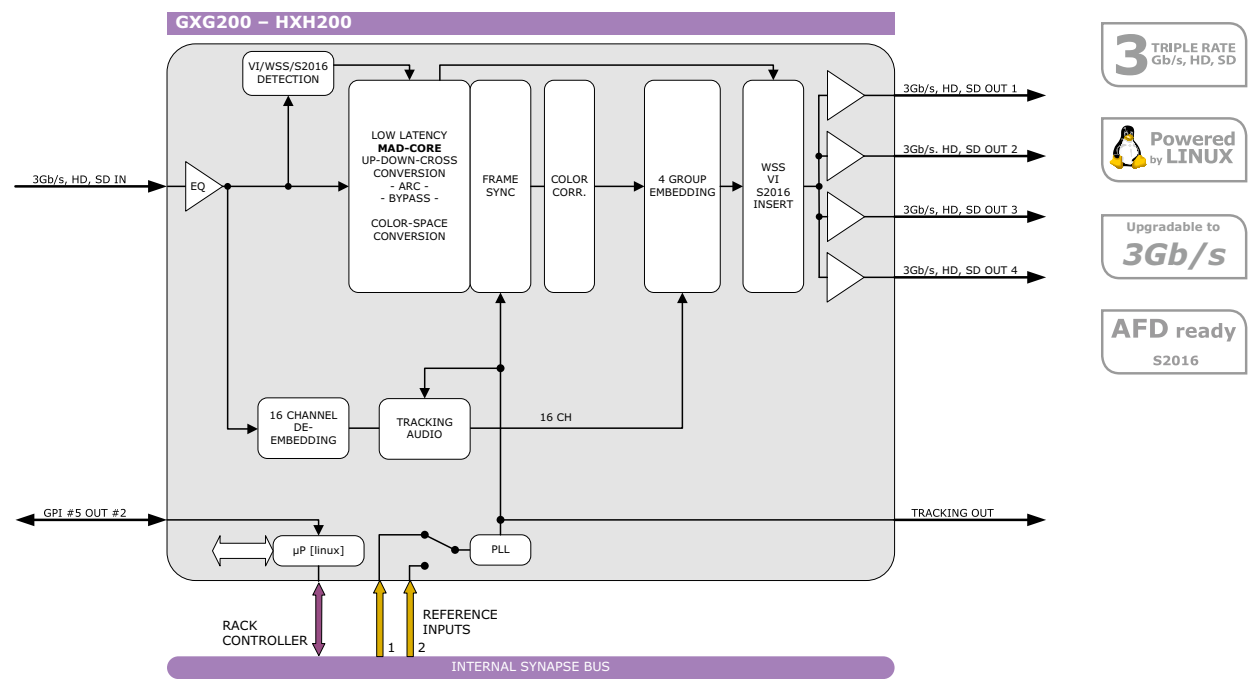 GXG200 – HXH200
VI/WSS/S2016
DETECTION
3Gb/s, HD, SD IN
EQ
LOW LATENCY
MAD-CORE
UP-DOWN-CROSS
CONVERSION
- ARC -
- BYPASS -
COLOR-SPACE
CONVERSION
FRAME
SYNC
COLOR
CORR.
4 GROUP
EMBEDDING
WSS
VI
S2016
INSERT
3Gb/s, HD, SD OUT 1
3Gb/s. HD, SD OUT 2
3Gb/s, HD, SD OUT 3
3Gb/s, HD, SD OUT 4
16 CHANNEL
DE-
EMBEDDING
TRACKING
AUDIO
16 CH
GPI #5 OUT #2
TRACKING OUT
µP [linux]
PLL
RACK
CONTROLLER
1
2
REFERENCE
INPUTS
INTERNAL SYNAPSE BUS
3 TRIPLE RATE
Gb/s, HD, SD
Powered
by LINUX
Upgradable to
3Gb/s
AFD ready
S2016